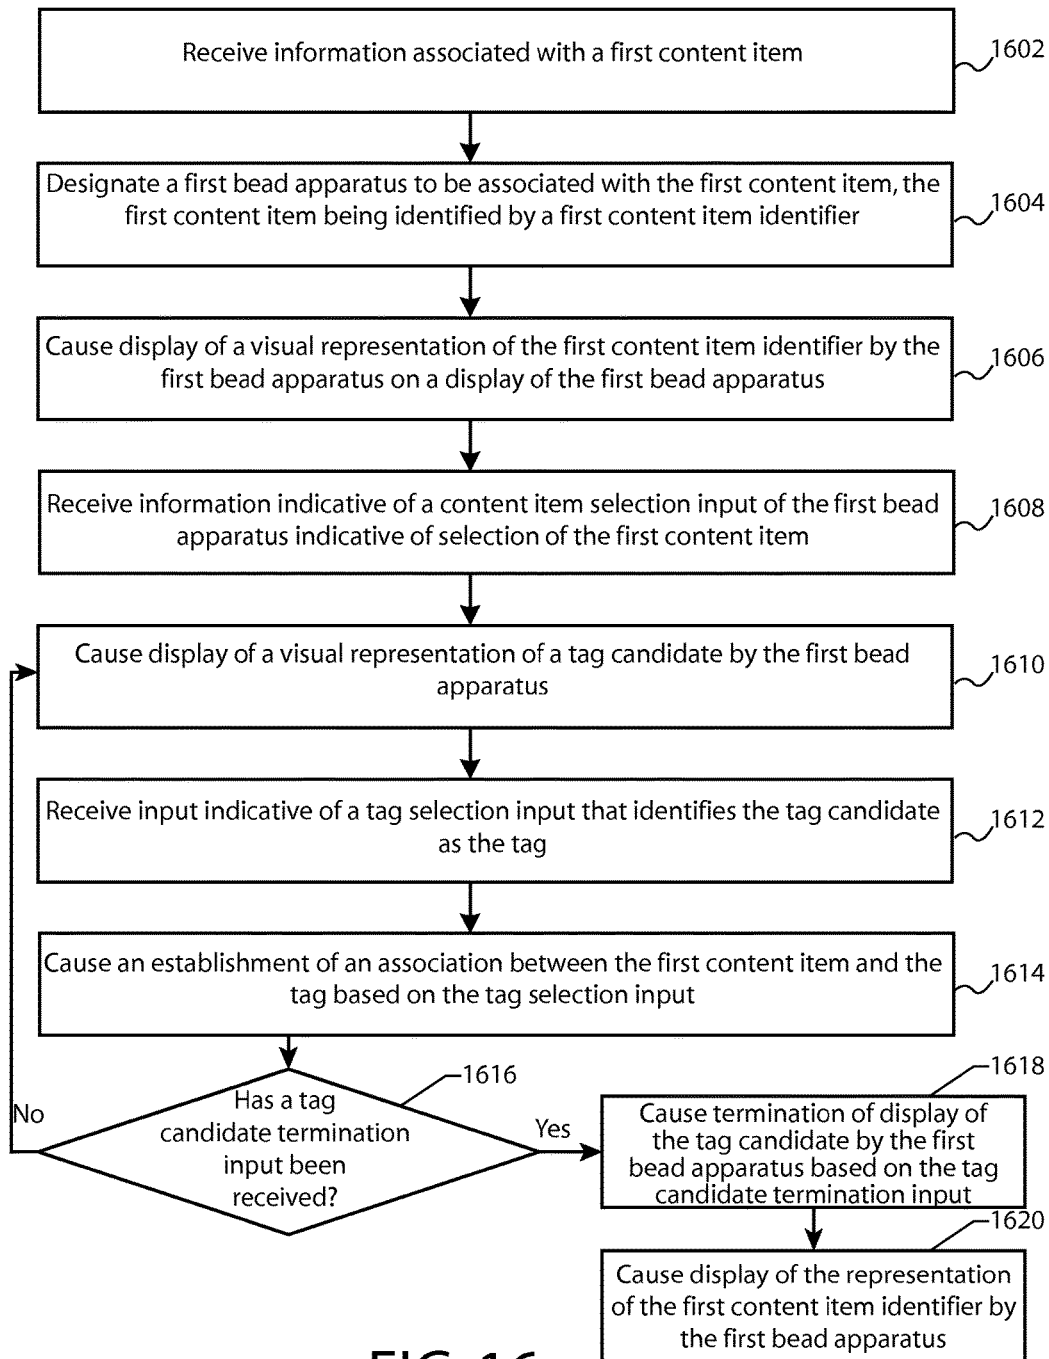 Receive information associated with a first content item
1602
Designate a first bead apparatus to be associated with the first content item, the
first content item being identified by a first content item identifier
1604
Cause display of a visual representation of the first content item identifier by the
first bead apparatus on a display of the first bead apparatus
1606
Receive information indicative of a content item selection input of the first bead
apparatus indicative of selection of the first content item
1608
Cause display of a visual representation of a tag candidate by the first bead
apparatus
1610
Receive input indicative of a tag selection input that identifies the tag candidate
as the tag
1612
Cause an establishment of an association between the first content item and the
tag based on the tag selection input
1614
Has a tag
candidate termination
input been
received?
1616
No
Yes
1618
Cause termination of display of
the tag candidate by the first
bead apparatus based on the tag
candidate termination input
1620
Cause display of the representation
of the first content item identifier by
the first bead apparatus
FIG. 16